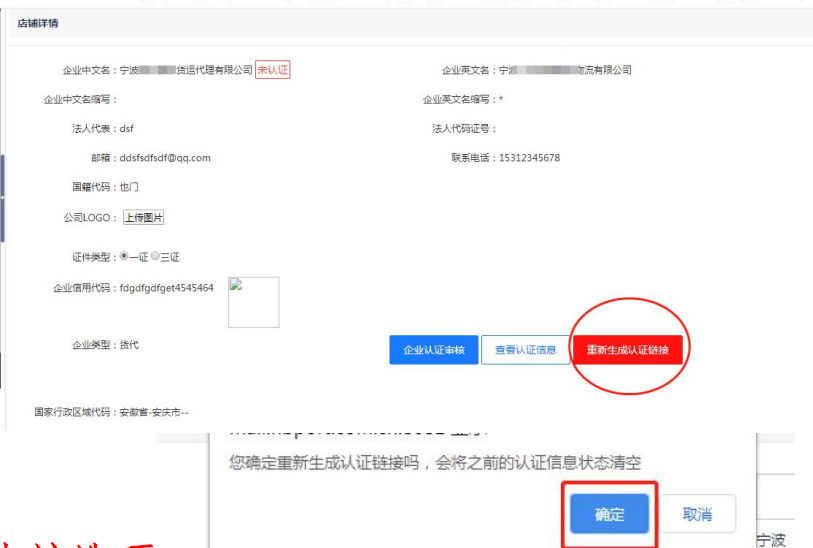 店铺详情
企业中文名：宁波 货运代理有限公司 未认证
企业英文名：宁 物流有限公司
企业中文名缩写：
企业英文名缩写：*
法人代表：dsf
法人代码证号：
邮箱：ddsfsdfsdf@qq.com
联系电话：15312345678
国籍代码：也门
公司LOGO： 上传图片
证件类型： 一证 三证
企业信用代码：fdgdfgdfget4545464
企业类型：货代
企业认证审核 查看认证信息 重新生成认证链接
国家行政区域代码：安徽省-安庆市--
您确定重新生成认证链接吗，会将之前的认证信息状态清空
确定 取消
宁波